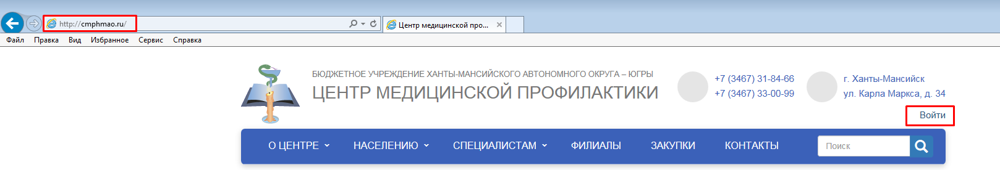 http://cmphmao.ru/
Центр медицинской про...
Файл Правка Вид Избранное Сервис Справка
БЮДЖЕТНОЕ УЧРЕЖДЕНИЕ ХАНТЫ-МАНСИЙСКОГО АВТОНОМНОГО ОКРУГА – ЮГРЫ
ЦЕНТР МЕДИЦИНСКОЙ ПРОФИЛАКТИКИ
+7 (3467) 31-84-66
+7 (3467) 33-00-99
г. Ханты-Мансийск
ул. Карла Маркса, д. 34
Войти
О ЦЕНТРЕ НАСЕЛЕНИЮ СПЕЦИАЛИСТАМ ФИЛИАЛЫ ЗАКУПКИ КОНТАКТЫ Поиск